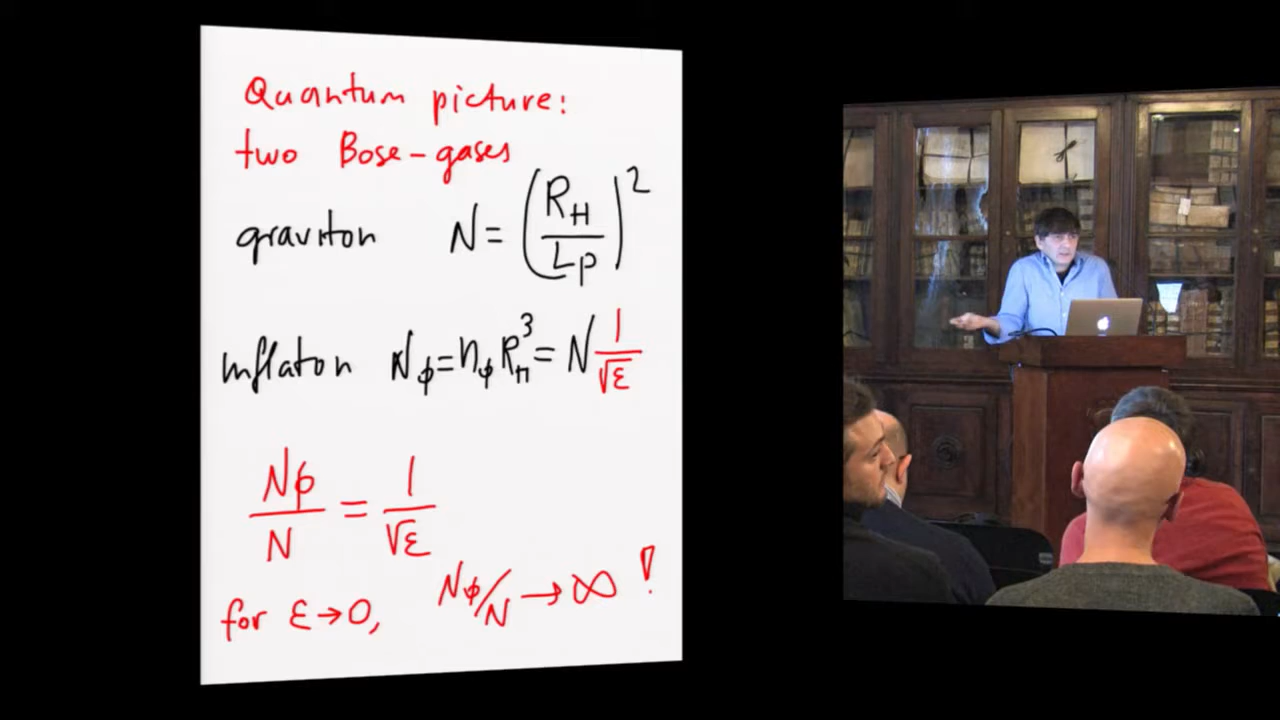 Quantum picture:
two Bose-gases
graviton N = (R_H / L_P)^2
inflaton N_ϕ = n_ϕ R_H^3 = N 1/√ε
N_ϕ / N = 1/√ε
for ε → 0, N_ϕ/N → ∞ !